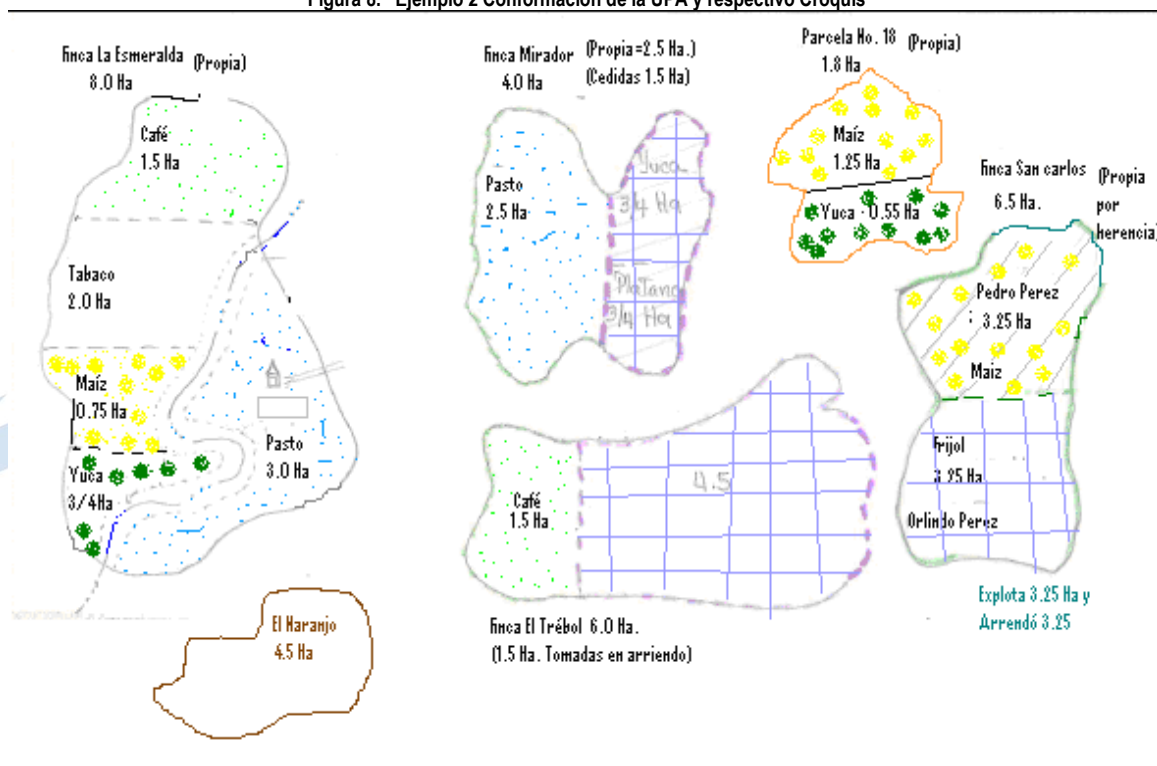 Figura 8. Ejemplo 2 Conformación de la UPA y respectivo Croquis
finca La Esmeralda (Propia)
8.0 Ha
Café
1.5 Ha
Tabaco
2.0 Ha
Maíz
0.75 Ha
Yuca
3/4Ha
Pasto
3.0 Ha
El Naranjo
4.5 Ha
finca Mirador (Propia=2.5 Ha.)
4.0 Ha (Cedidas 1.5 Ha)
Pasto
2.5 Ha
Yuca
3/4 Ha
Platano
3/4 Ha
Café
1.5 Ha
4.5
finca El Trébol 6.0 Ha.
(1.5 Ha. Tomadas en arriendo)
Parcela No. 18 (Propia)
1.8 Ha
Maíz
1.25 Ha
Yuca - 0.55 Ha
finca San carlos (Propia
6.5 Ha. por
herencia)
Pedro Perez
3.25 Ha
Maiz
frijol
3.25 Ha
Orlindo Perez
Explota 3.25 Ha y
Arrendó 3.25